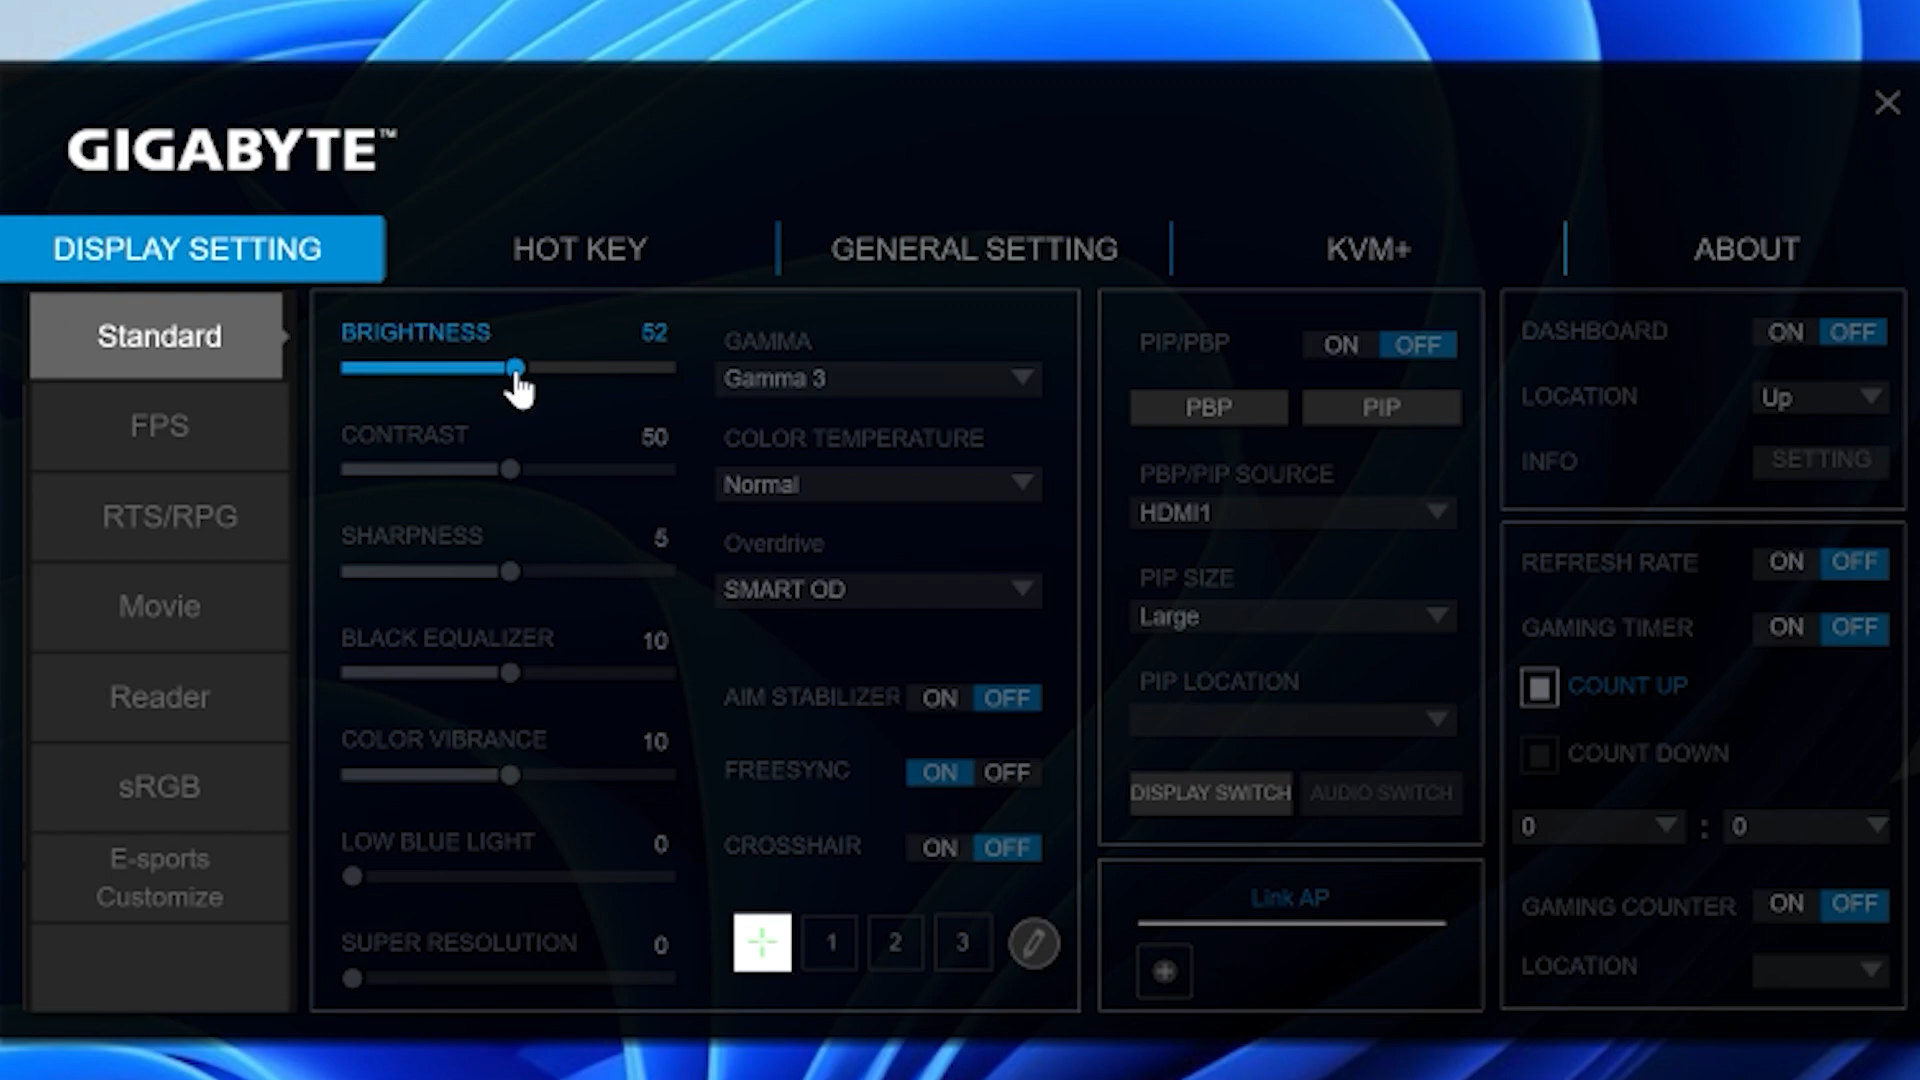 GIGABYTE™
DISPLAY SETTING
HOT KEY
GENERAL SETTING
KVM+
ABOUT
Standard
FPS
RTS/RPG
Movie
Reader
sRGB
E-sports
Customize
BRIGHTNESS 52
CONTRAST 50
SHARPNESS 5
BLACK EQUALIZER 10
COLOR VIBRANCE 10
LOW BLUE LIGHT 0
SUPER RESOLUTION 0
GAMMA
Gamma 3
COLOR TEMPERATURE
Normal
Overdrive
SMART OD
AIM STABILIZER ON OFF
FREESYNC ON OFF
CROSSHAIR ON OFF
1 2 3
PIP/PBP ON OFF
PBP PIP
PBP/PIP SOURCE
HDMI1
PIP SIZE
Large
PIP LOCATION
DISPLAY SWITCH AUDIO SWITCH
Link AP
DASHBOARD ON OFF
LOCATION Up
INFO SETTING
REFRESH RATE ON OFF
GAMING TIMER ON OFF
COUNT UP
COUNT DOWN
0 : 0
GAMING COUNTER ON OFF
LOCATION